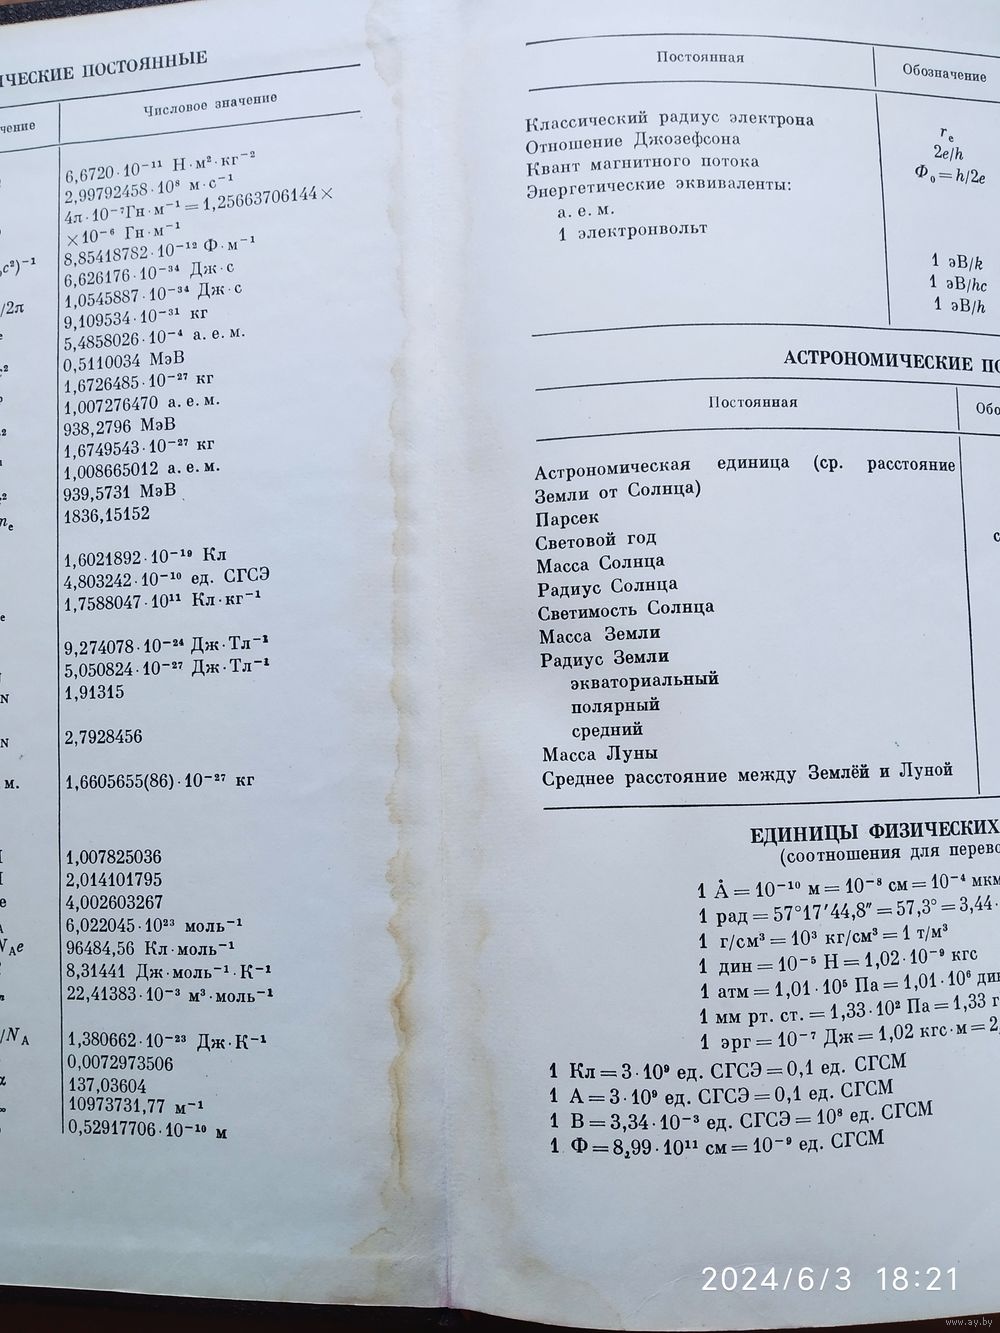 ИЧЕСКИЕ ПОСТОЯННЫЕ
чение Числовое значение
6,6720·10⁻¹¹ Н·м²·кг⁻²
2,99792458·10⁸ м·с⁻¹
4π·10⁻⁷Гн·м⁻¹=1,25663706144×
×10⁻⁶ Гн·м⁻¹
c²)⁻¹ 8,85418782·10⁻¹² Ф·м⁻¹
6,626176·10⁻³⁴ Дж·с
/2π 1,0545887·10⁻³⁴ Дж·с
9,109534·10⁻³¹ кг
5,4858026·10⁻⁴ а.е.м.
0,5110034 МэВ
1,6726485·10⁻²⁷ кг
1,007276470 а.е.м.
938,2796 МэВ
1,6749543·10⁻²⁷ кг
1,008665012 а.е.м.
939,5731 МэВ
1836,15152
1,6021892·10⁻¹⁹ Кл
4,803242·10⁻¹⁰ ед. СГСЭ
1,7588047·10¹¹ Кл·кг⁻¹
9,274078·10⁻²⁴ Дж·Тл⁻¹
5,050824·10⁻²⁷ Дж·Тл⁻¹
N 1,91315
N 2,7928456
м. 1,6605655(86)·10⁻²⁷ кг
1,007825036
2,014101795
e 4,002603267
6,022045·10²³ моль⁻¹
N_A e 96484,56 Кл·моль⁻¹
8,31441 Дж·моль⁻¹·К⁻¹
22,41383·10⁻³ м³·моль⁻¹
/N_A 1,380662·10⁻²³ Дж·К⁻¹
0,0072973506
137,03604
10973731,77 м⁻¹
0,52917706·10⁻¹⁰ м
Постоянная Обозначение
Классический радиус электрона rₑ
Отношение Джозефсона 2e/h
Квант магнитного потока Φ₀=h/2e
Энергетические эквиваленты:
а. е. м.
1 электронвольт
1 эВ/k
1 эВ/hc
1 эВ/h
АСТРОНОМИЧЕСКИЕ ПО
Постоянная Обо
Астрономическая единица (ср. расстояние
Земли от Солнца)
Парсек
Световой год
Масса Солнца
Радиус Солнца
Светимость Солнца
Масса Земли
Радиус Земли
экваториальный
полярный
средний
Масса Луны
Среднее расстояние между Землёй и Луной
ЕДИНИЦЫ ФИЗИЧЕСКИХ
(соотношения для перево
1 Å=10⁻¹⁰ м=10⁻⁸ см=10⁻⁴ мкм
1 рад=57°17′44,8″=57,3°=3,44·
1 г/см³=10³ кг/см³=1 т/м³
1 дин=10⁻⁵ Н=1,02·10⁻⁹ кгс
1 атм=1,01·10⁵ Па=1,01·10⁶ дин
1 мм рт. ст.=1,33·10² Па=1,33 г
1 эрг=10⁻⁷ Дж=1,02 кгс·м=2,
1 Кл=3·10⁹ ед. СГСЭ=0,1 ед. СГСМ
1 А=3·10⁹ ед. СГСЭ=0,1 ед. СГСМ
1 В=3,34·10⁻³ ед. СГСЭ=10⁸ ед. СГСМ
1 Ф=8,99·10¹¹ см=10⁻⁹ ед. СГСМ
2024/6/3 18:21
www.ay.by